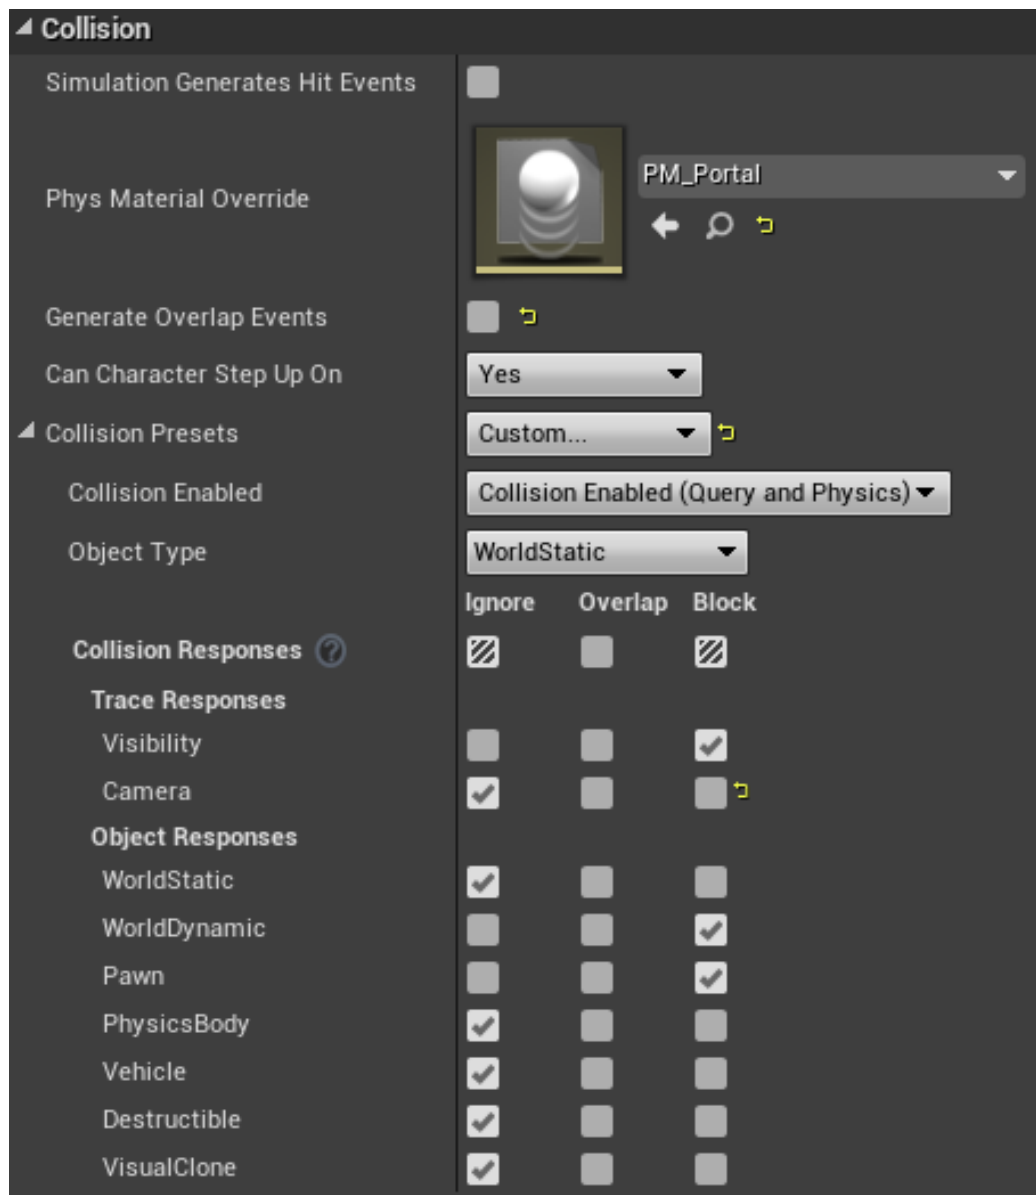 Collision
Simulation Generates Hit Events
Phys Material Override
PM_Portal
Generate Overlap Events
Can Character Step Up On
Yes
Collision Presets
Custom...
Collision Enabled
Collision Enabled (Query and Physics)
Object Type
WorldStatic
Ignore Overlap Block
Collision Responses ?
Trace Responses
Visibility
Camera
Object Responses
WorldStatic
WorldDynamic
Pawn
PhysicsBody
Vehicle
Destructible
VisualClone